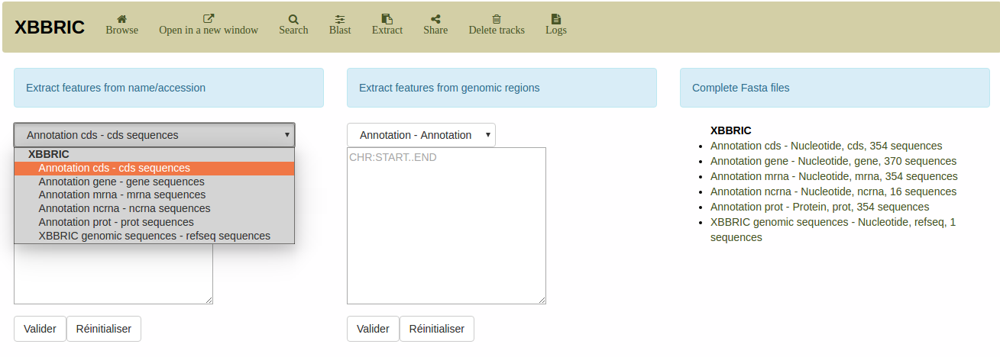 XBBRIC
Browse
Open in a new window
Search
Blast
Extract
Share
Delete tracks
Logs
Extract features from name/accession
Annotation cds - cds sequences
XBBRIC
Annotation cds - cds sequences
Annotation gene - gene sequences
Annotation mrna - mrna sequences
Annotation ncrna - ncrna sequences
Annotation prot - prot sequences
XBBRIC genomic sequences - refseq sequences
Valider
Réinitialiser
Extract features from genomic regions
Annotation - Annotation
CHR:START..END
Valider
Réinitialiser
Complete Fasta files
XBBRIC
Annotation cds - Nucleotide, cds, 354 sequences
Annotation gene - Nucleotide, gene, 370 sequences
Annotation mrna - Nucleotide, mrna, 354 sequences
Annotation ncrna - Nucleotide, ncrna, 16 sequences
Annotation prot - Protein, prot, 354 sequences
XBBRIC genomic sequences - Nucleotide, refseq, 1
sequences